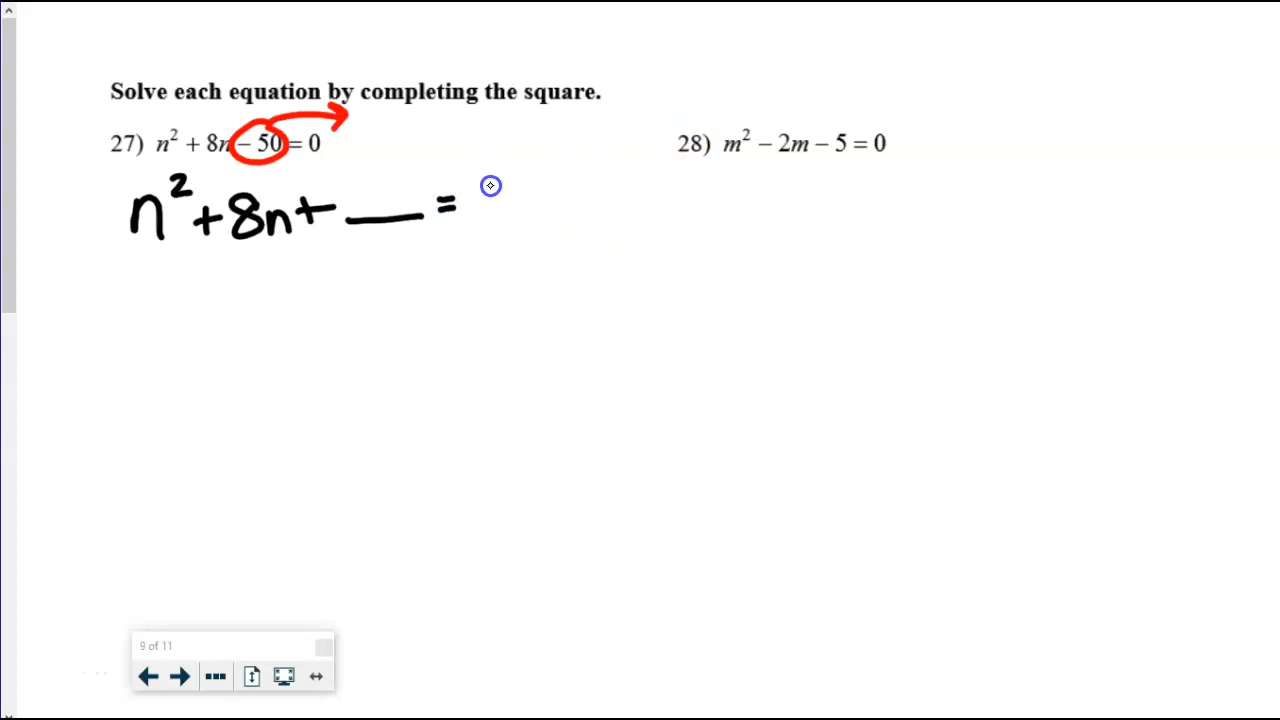 Solve each equation by completing the square.
27) n² + 8n − 50 = 0
28) m² − 2m − 5 = 0
n² + 8n + ___ =
9 of 11